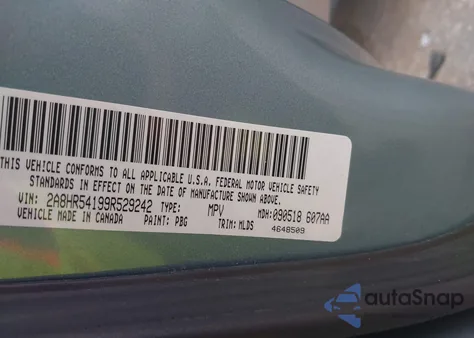 THIS VEHICLE CONFORMS TO ALL APPLICABLE U.S.A. FEDERAL MOTOR VEHICLE SAFETY
STANDARDS IN EFFECT ON THE DATE OF MANUFACTURE SHOWN ABOVE.
VIN: 2A8HR54199R529242 TYPE: MPV MDH: 090518 607AA
VEHICLE MADE IN CANADA PAINT: PBG TRIM: MLDS 4648509
autoSnap